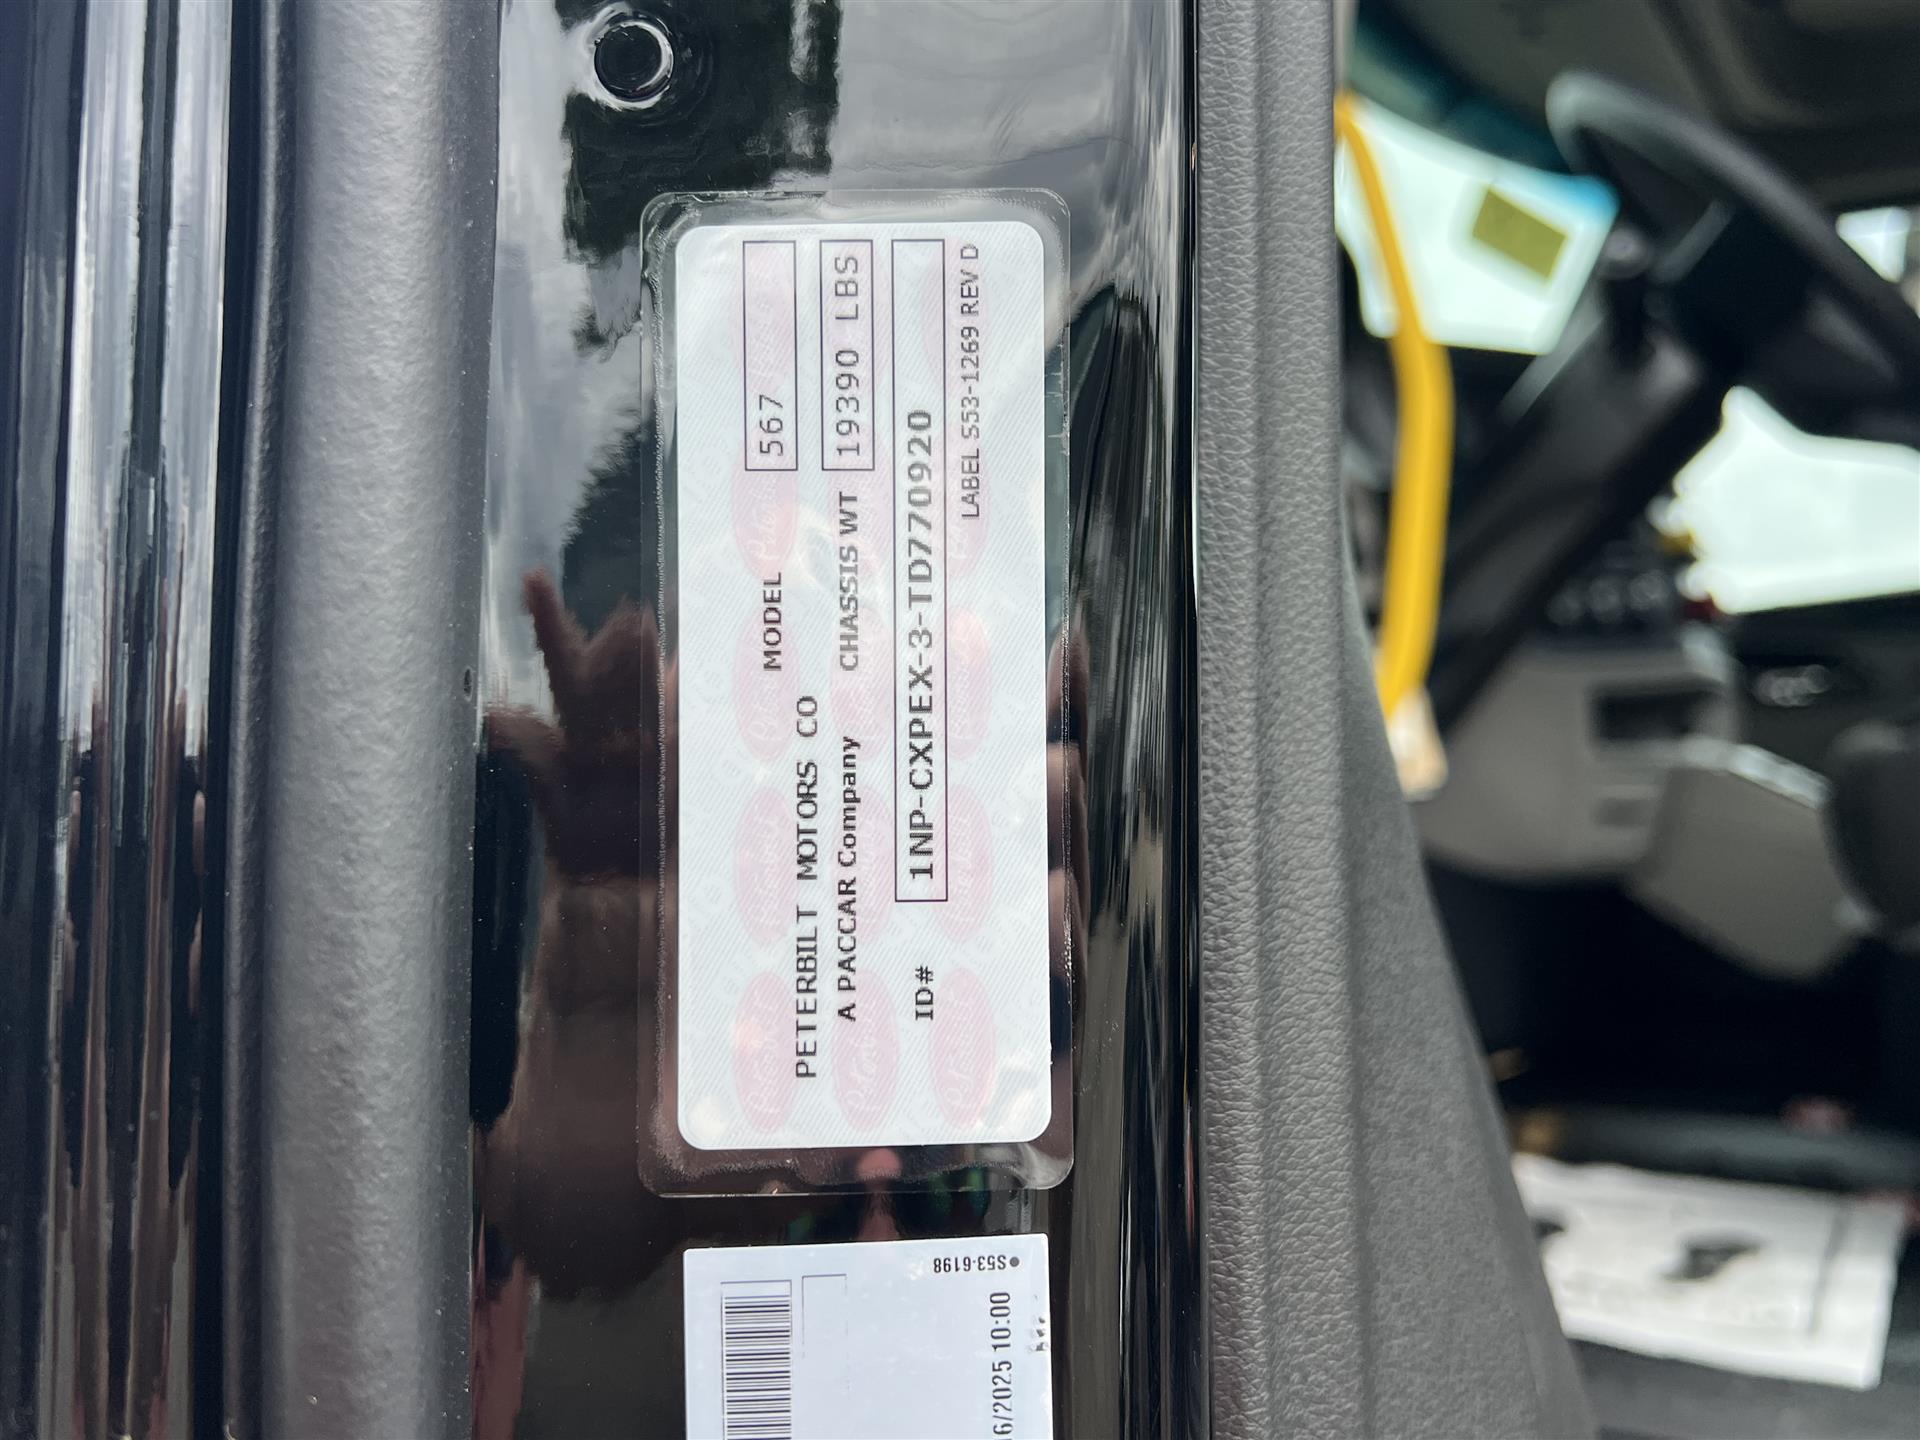 MODEL 567
PETERBILT MOTORS CO
A PACCAR Company CHASSIS WT 19390 LBS
ID# 1NP-CXPEX-3-TD770920
LABEL S53-1269 REV D
S53-6198
6/2025 10:00